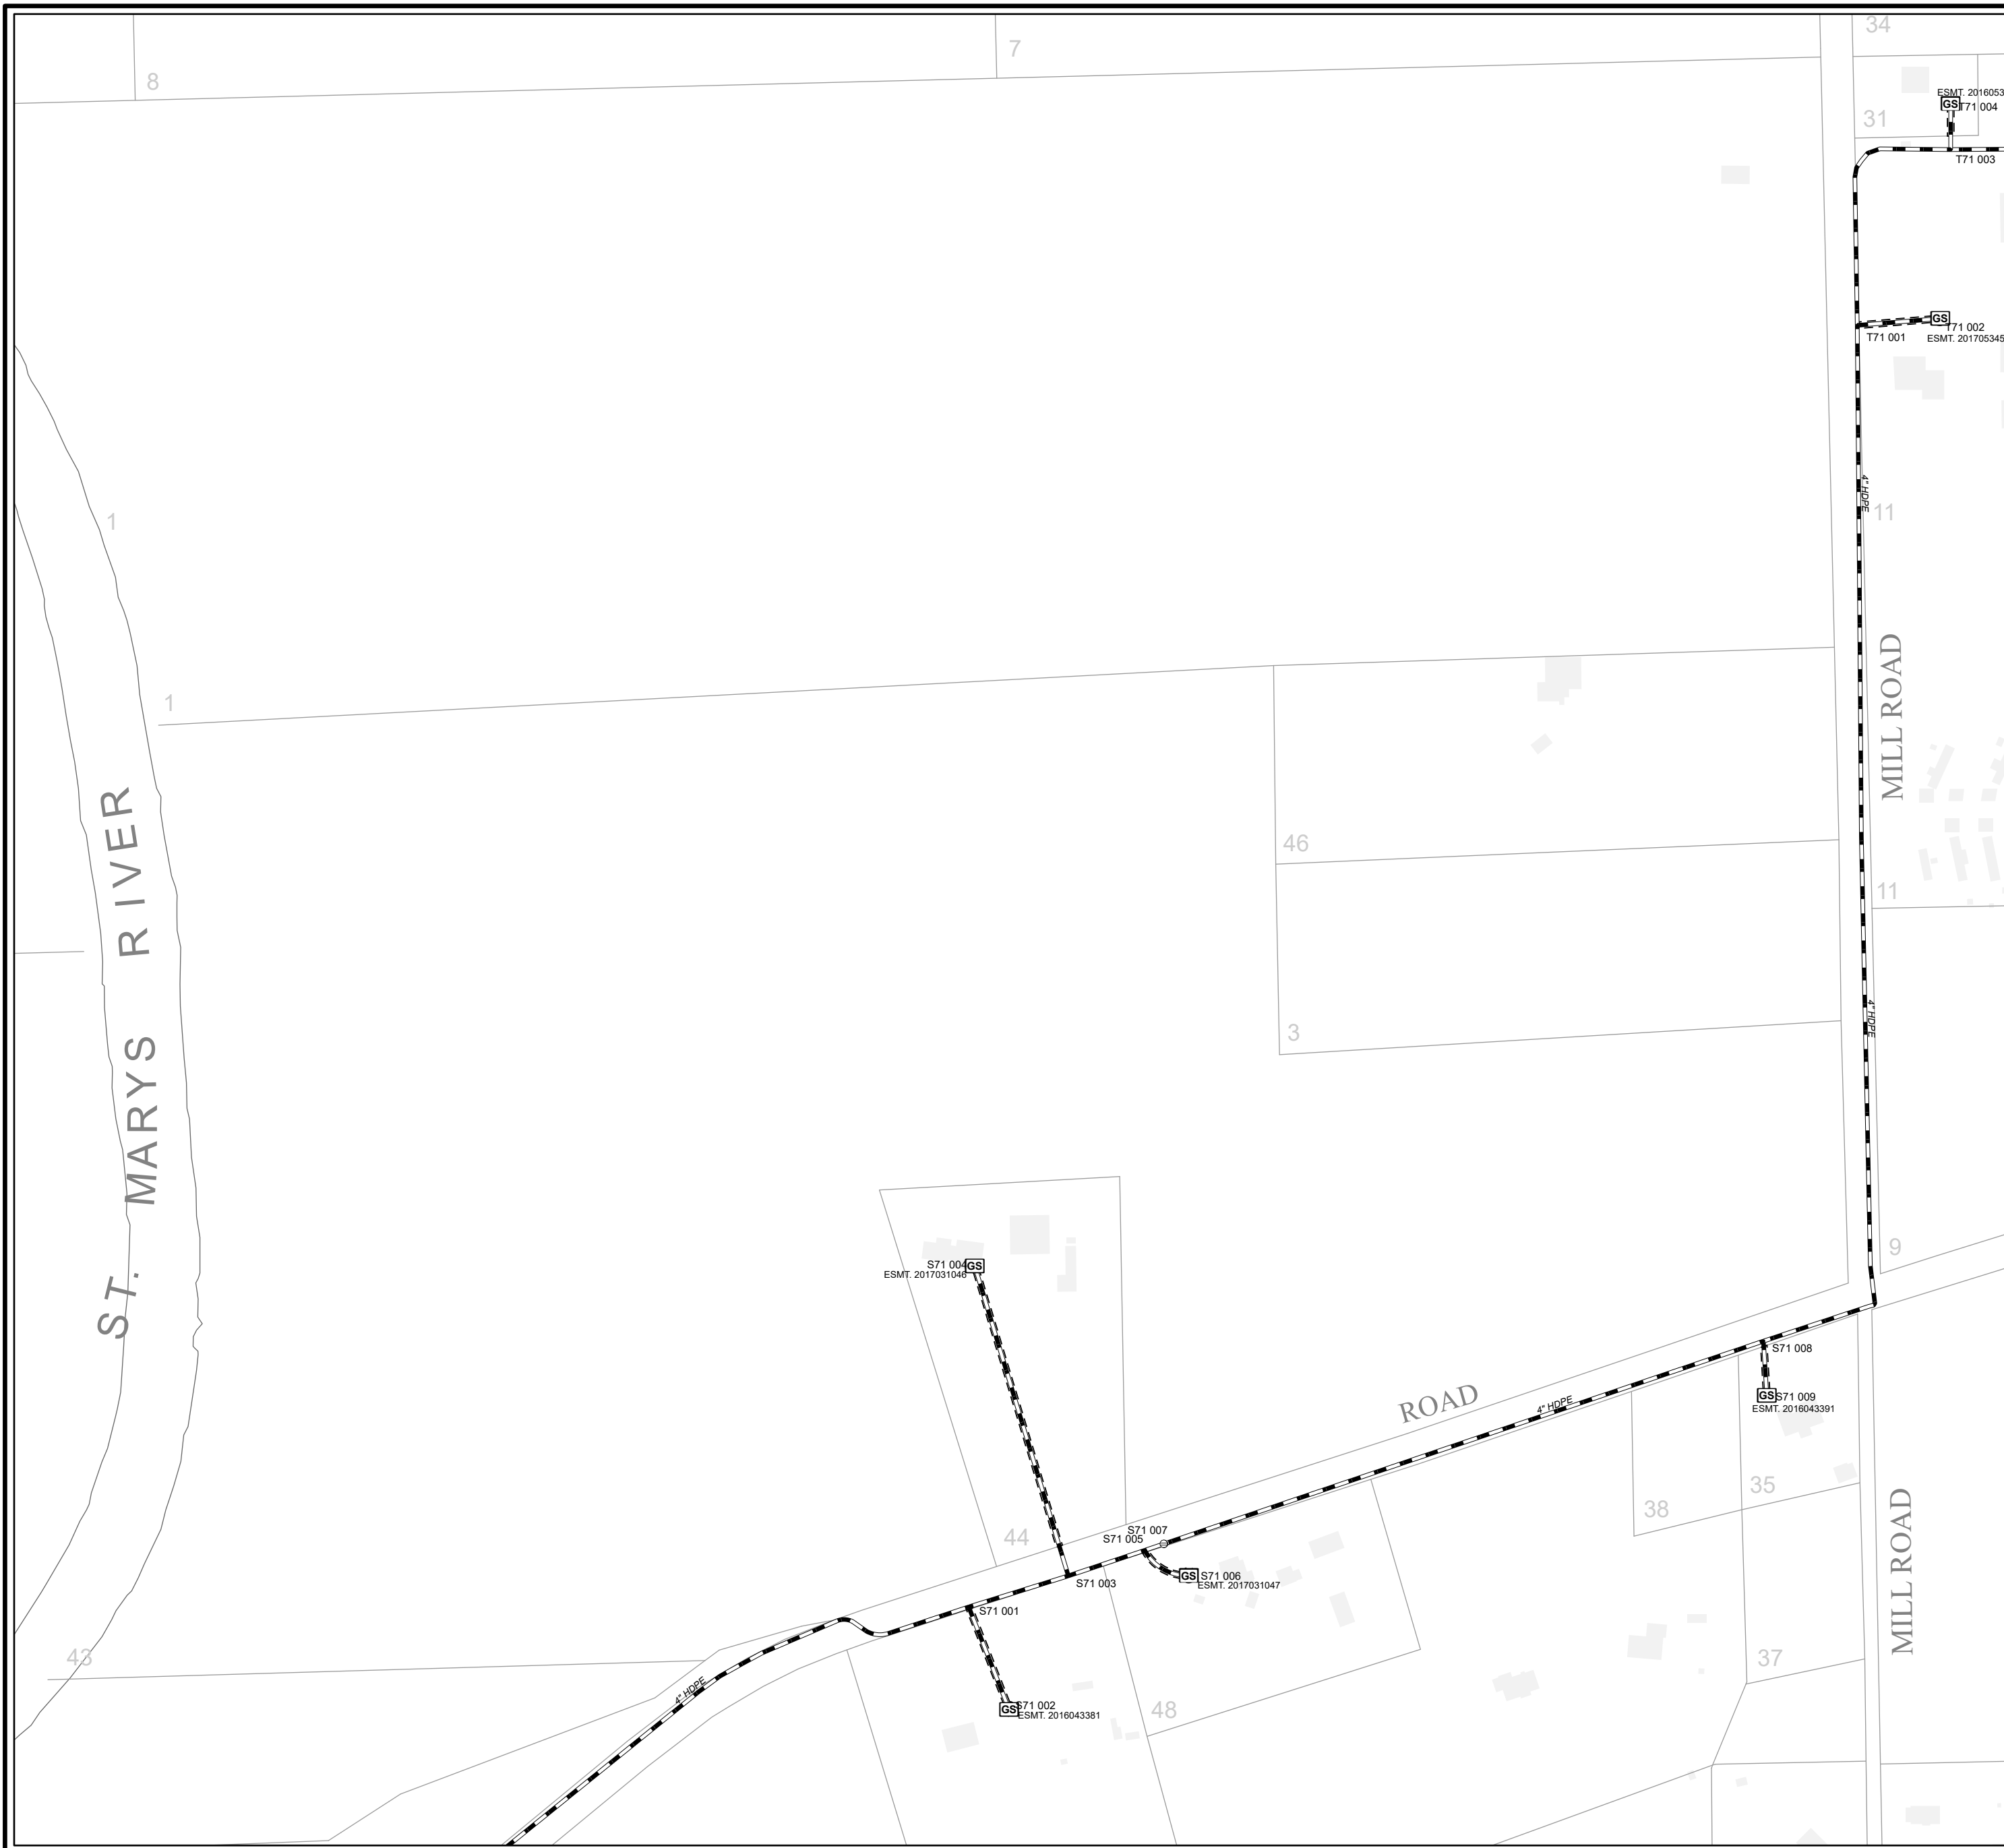 34
7
8
ESMT. 2016053
GS
T71 004
31
T71 003
GS
T71 002
T71 001
ESMT. 201705345
4" HDPE
11
1
MILL ROAD
1
46
11
ST. MARYS RIVER
4" HDPE
3
9
S71 004
GS
ESMT. 2017031046
S71 008
GS
S71 009
ESMT. 2016043391
ROAD
4" HDPE
35
38
MILL ROAD
44
S71 007
S71 005
GS
S71 006
ESMT. 2017031047
S71 003
S71 001
43
37
4" HDPE
GS
S71 002
ESMT. 2016043381
48